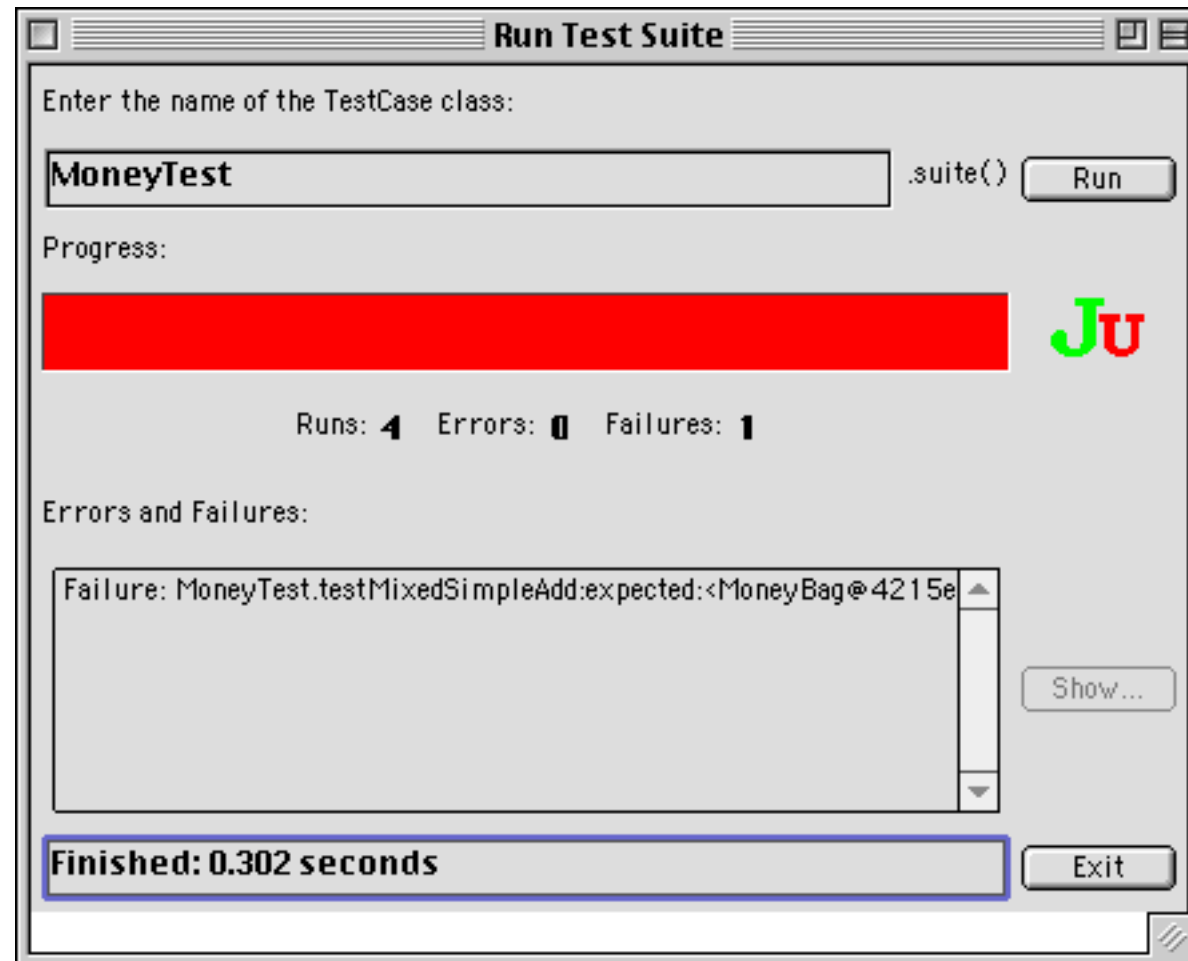 Run Test Suite
Enter the name of the TestCase class:
MoneyTest .suite() Run
Progress:
JU
Runs: 4 Errors: 0 Failures: 1
Errors and Failures:
Failure: MoneyTest.testMixedSimpleAdd:expected:<MoneyBag@4215e
Show...
Finished: 0.302 seconds
Exit